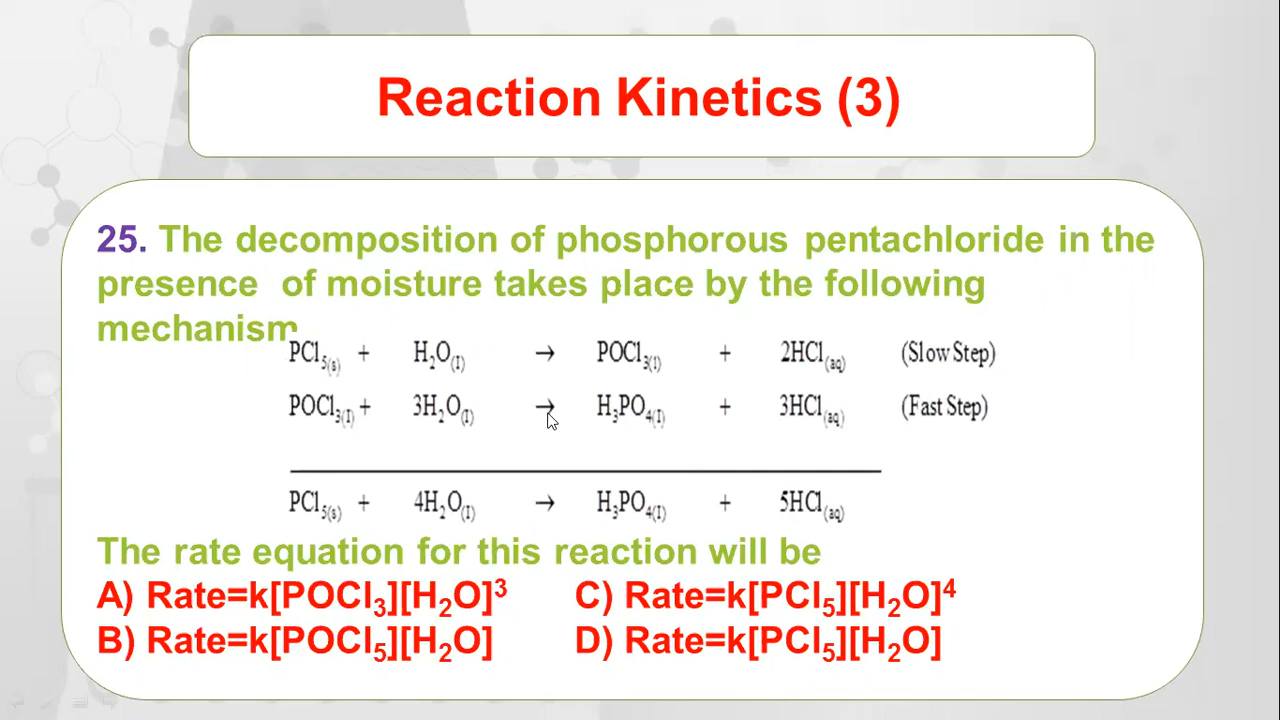 Reaction Kinetics (3)
25. The decomposition of phosphorous pentachloride in the
presence of moisture takes place by the following
mechanism
PCl₅₍ₛ₎ + H₂O₍ₗ₎ → POCl₃₍ₗ₎ + 2HCl₍aq₎ (Slow Step)
POCl₃₍ₗ₎ + 3H₂O₍ₗ₎ → H₃PO₄₍ₗ₎ + 3HCl₍aq₎ (Fast Step)
PCl₅₍ₛ₎ + 4H₂O₍ₗ₎ → H₃PO₄₍ₗ₎ + 5HCl₍aq₎
The rate equation for this reaction will be
A) Rate=k[POCl₃][H₂O]³ C) Rate=k[PCl₅][H₂O]⁴
B) Rate=k[POCl₅][H₂O] D) Rate=k[PCl₅][H₂O]